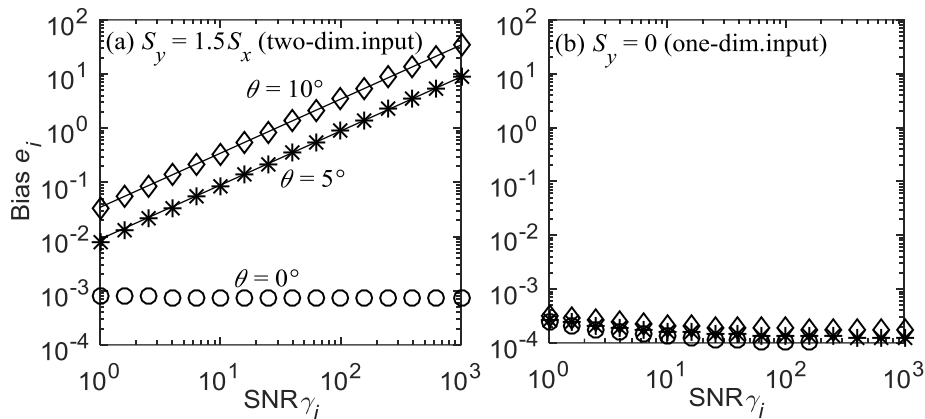 (a) S_y = 1.5S_x (two-dim.input)
10^2
10^1
10^0
10^-1
10^-2
10^-3
10^-4
Bias e_i
θ = 10°
θ = 5°
θ = 0°
10^0 10^1 10^2 10^3
SNR γ_i
(b) S_y = 0 (one-dim.input)
10^2
10^1
10^0
10^-1
10^-2
10^-3
10^-4
10^0 10^1 10^2 10^3
SNR γ_i